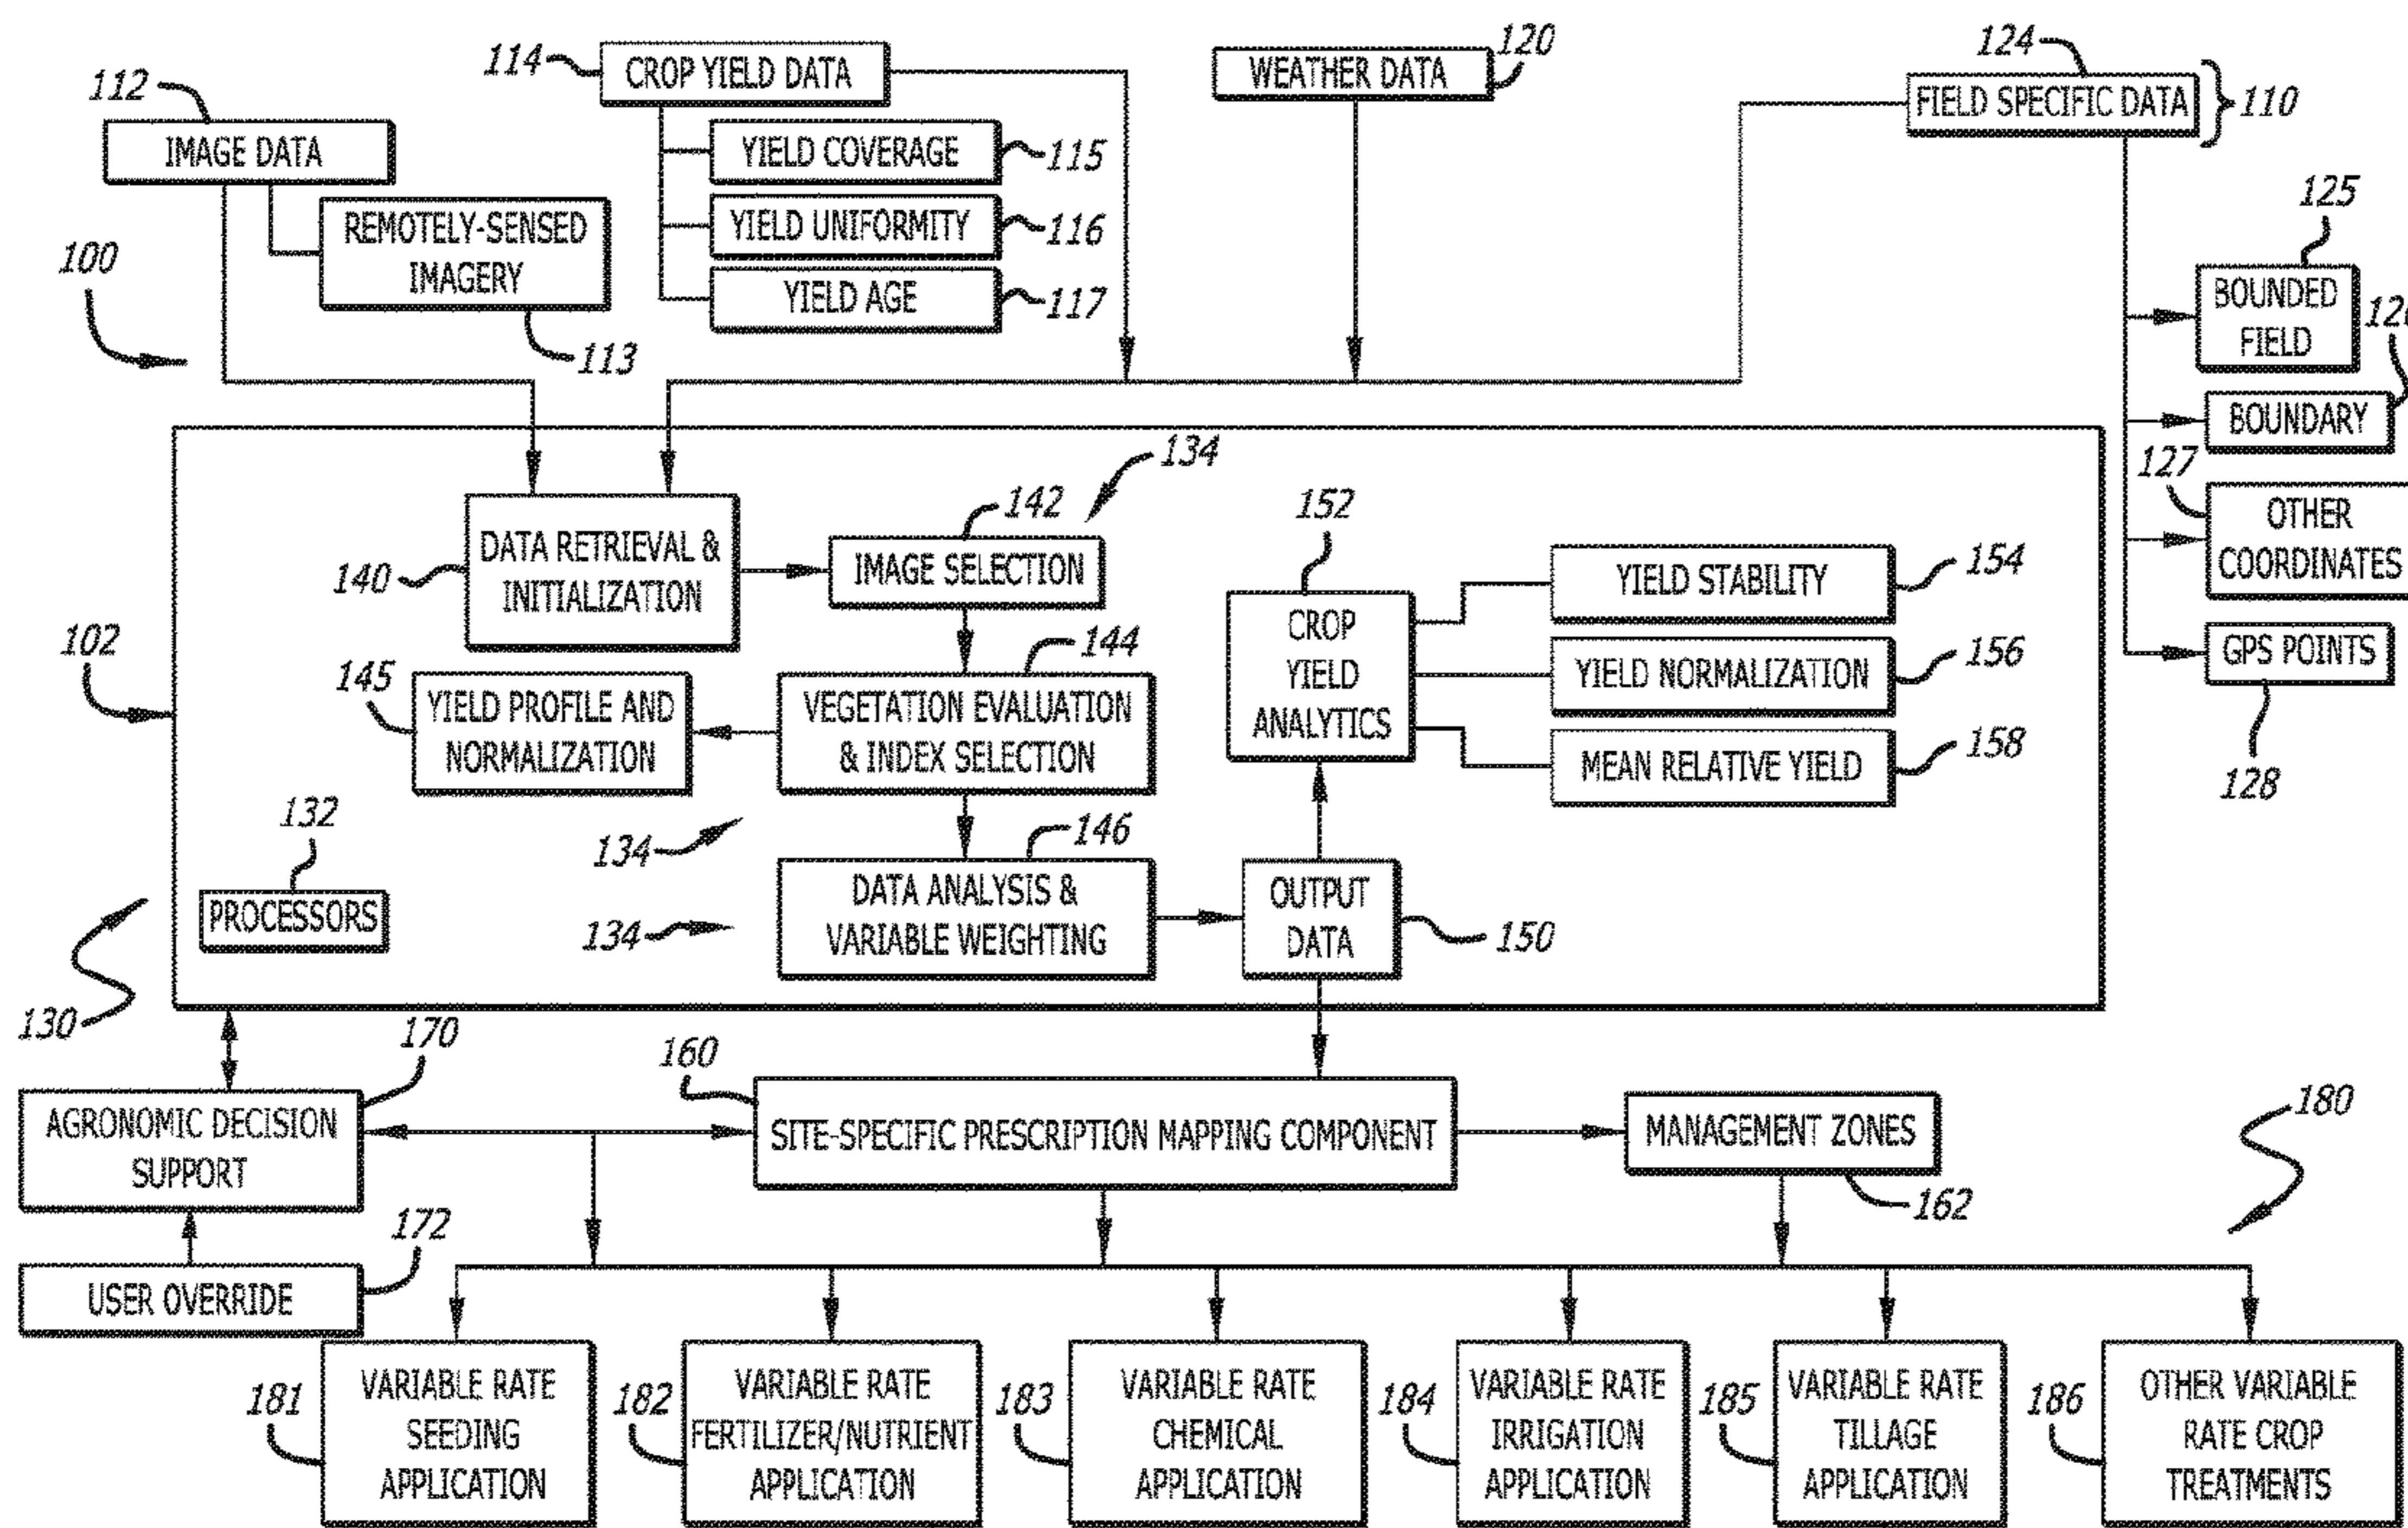 114
CROP YIELD DATA
WEATHER DATA
120
124
FIELD SPECIFIC DATA
110
112
IMAGE DATA
YIELD COVERAGE
115
REMOTELY-SENSED
IMAGERY
113
YIELD UNIFORMITY
116
YIELD AGE
117
100
125
BOUNDED
FIELD
BOUNDARY
127
OTHER
COORDINATES
GPS POINTS
128
134
140
DATA RETRIEVAL &
INITIALIZATION
142
IMAGE SELECTION
152
CROP
YIELD
ANALYTICS
YIELD STABILITY
154
YIELD NORMALIZATION
156
MEAN RELATIVE YIELD
158
102
145
YIELD PROFILE AND
NORMALIZATION
144
VEGETATION EVALUATION
& INDEX SELECTION
134
132
PROCESSORS
146
134
DATA ANALYSIS &
VARIABLE WEIGHTING
OUTPUT
DATA
150
130
170
AGRONOMIC DECISION
SUPPORT
160
SITE-SPECIFIC PRESCRIPTION MAPPING COMPONENT
MANAGEMENT ZONES
162
180
172
USER OVERRIDE
181
VARIABLE RATE
SEEDING
APPLICATION
182
VARIABLE RATE
FERTILIZER/NUTRIENT
APPLICATION
183
VARIABLE RATE
CHEMICAL
APPLICATION
184
VARIABLE RATE
IRRIGATION
APPLICATION
185
VARIABLE RATE
TILLAGE
APPLICATION
186
OTHER VARIABLE
RATE CROP
TREATMENTS